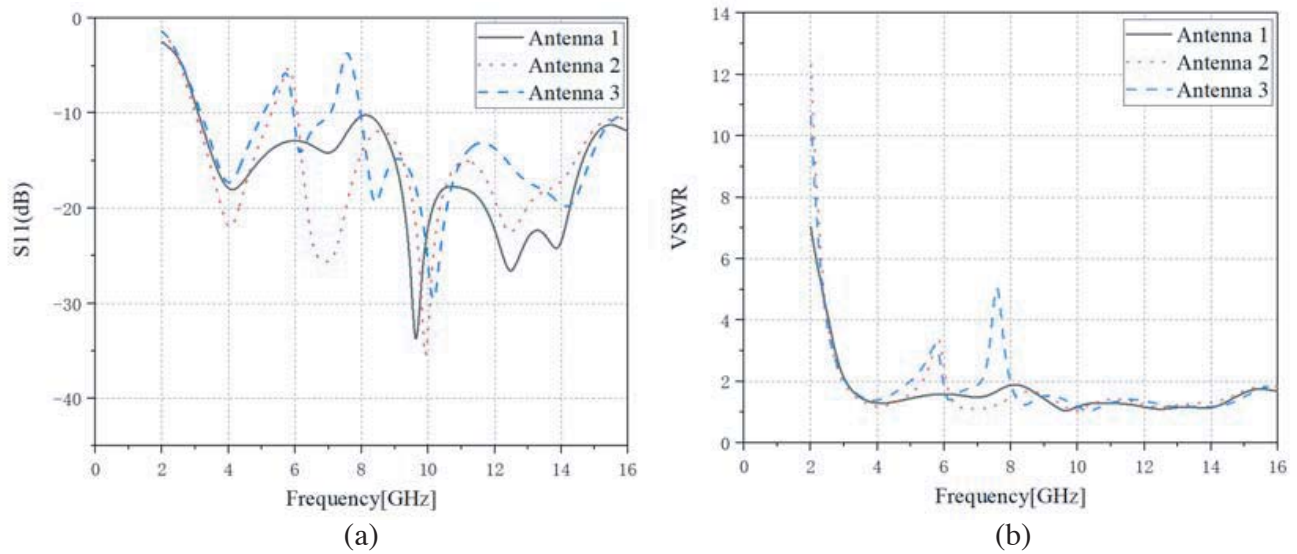 0
−10
−20
−30
−40
S11(dB)
0 2 4 6 8 10 12 14 16
Frequency[GHz]
Antenna 1
Antenna 2
Antenna 3
(a)
14
12
10
8
6
4
2
0
VSWR
0 2 4 6 8 10 12 14 16
Frequency[GHz]
Antenna 1
Antenna 2
Antenna 3
(b)